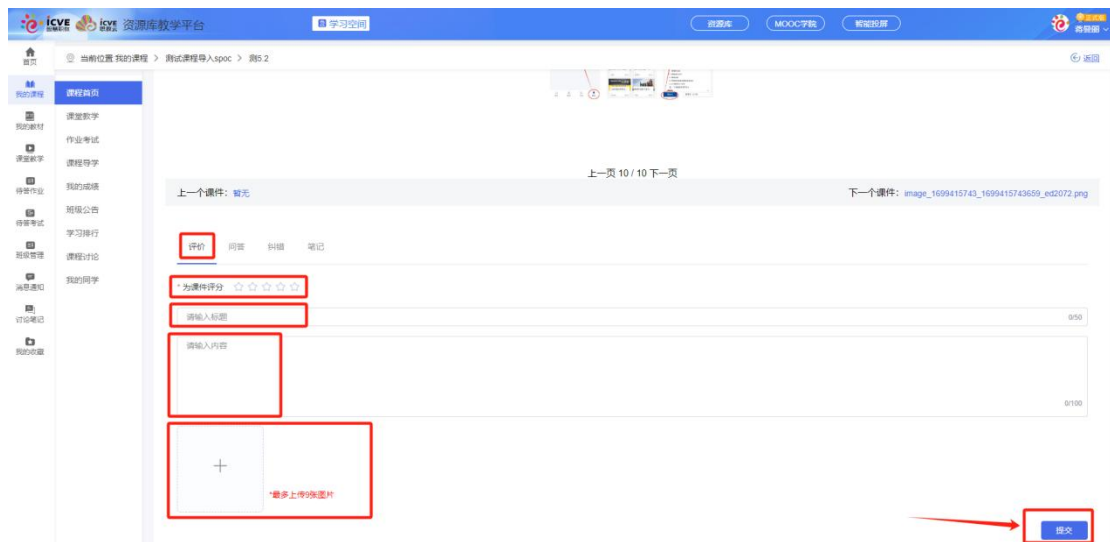 icve 智慧职教 icve 智教云 资源库教学平台
学习空间
资源库
MOOC学院
智能投屏
正式版
首页
当前位置 我的课程 > 测试课程导入spoc > 测5.2
返回
我的课程
我的教材
课堂教学
待答作业
待答考试
班级管理
消息通知
讨论笔记
我的收藏
课程首页
课堂教学
作业考试
课程导学
我的成绩
班级公告
学习排行
课程讨论
我的同学
上一页 10 / 10 下一页
上一个课件：暂无
下一个课件：image_1699415743_1699415743659_ed2072.png
评价
问答
纠错
笔记
* 为课件评分
请输入标题
0/50
请输入内容
0/100
+
*最多上传9张图片
提交